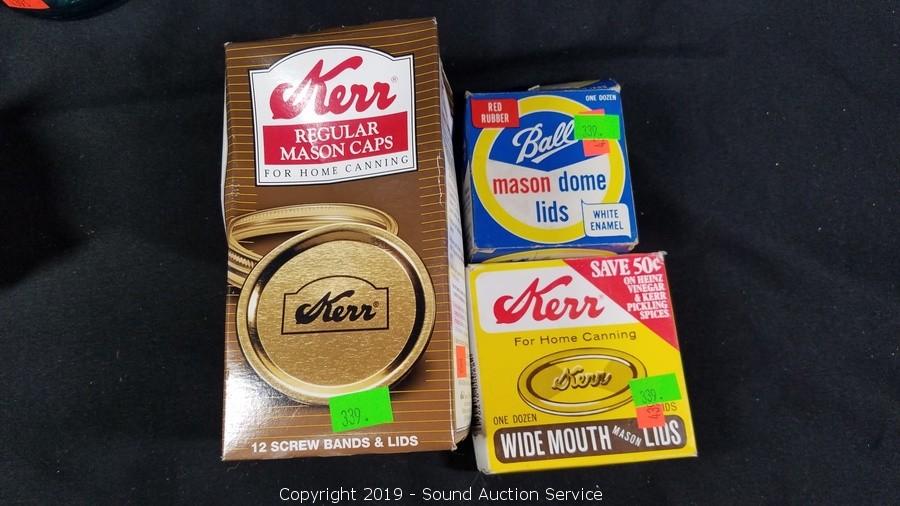 Kerr®
REGULAR
MASON CAPS
FOR HOME CANNING
Kerr®
339.
12 SCREW BANDS & LIDS
RED
RUBBER
ONE DOZEN
Ball
339.
mason dome
lids
WHITE
ENAMEL
Kerr®
SAVE 50¢
ON HEINZ
VINEGAR
& KERR
PICKLING
SPICES
For Home Canning
Kerr
339.
ONE DOZEN
WIDE MOUTH MASON LIDS
Copyright 2019 - Sound Auction Service